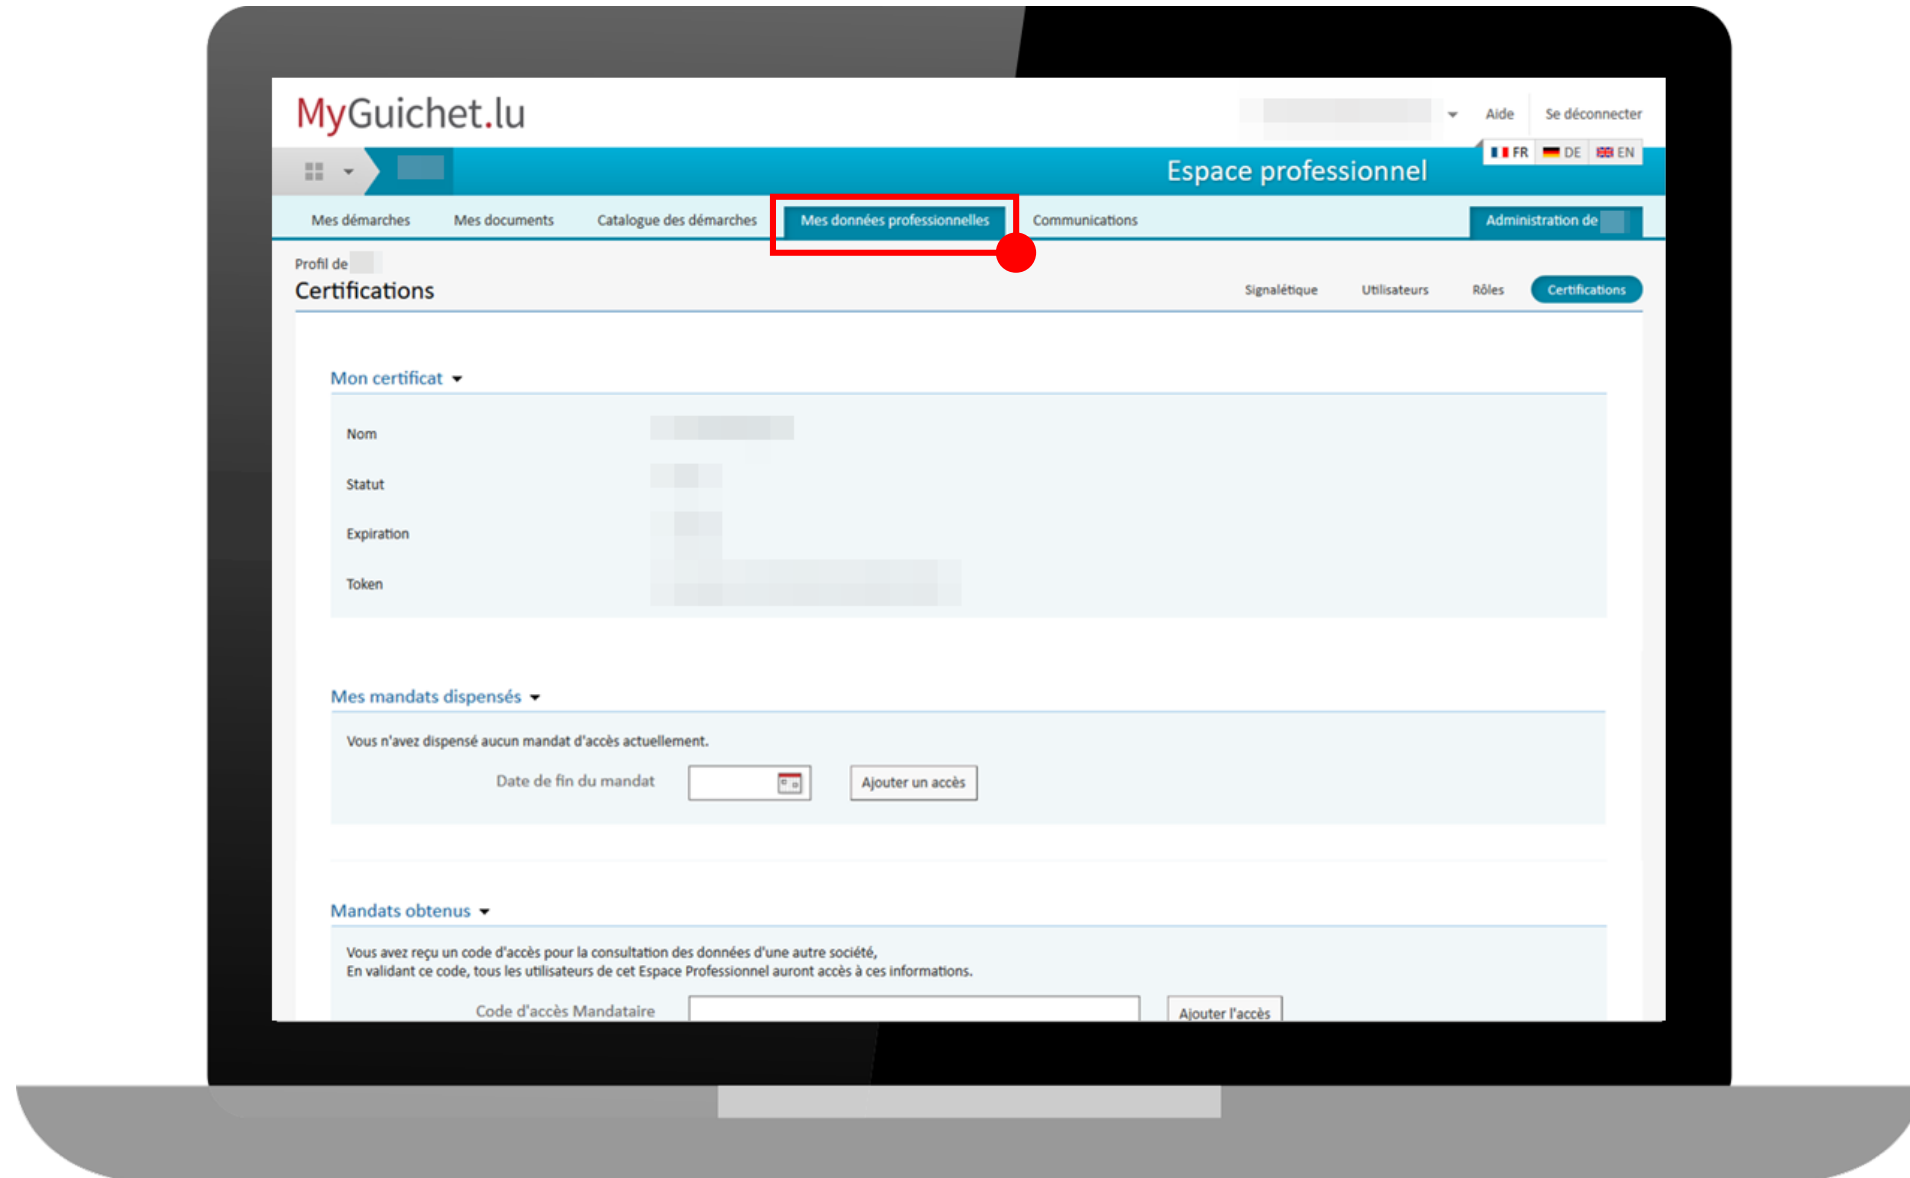 MyGuichet.lu
Aide
Se déconnecter
FR DE EN
Espace professionnel
Mes démarches Mes documents Catalogue des démarches Mes données professionnelles Communications Administration de
Profil de
Certifications
Signalétique Utilisateurs Rôles Certifications
Mon certificat
Nom
Statut
Expiration
Token
Mes mandats dispensés
Vous n'avez dispensé aucun mandat d'accès actuellement.
Date de fin du mandat Ajouter un accès
Mandats obtenus
Vous avez reçu un code d'accès pour la consultation des données d'une autre société,
En validant ce code, tous les utilisateurs de cet Espace Professionnel auront accès à ces informations.
Code d'accès Mandataire Ajouter l'accès